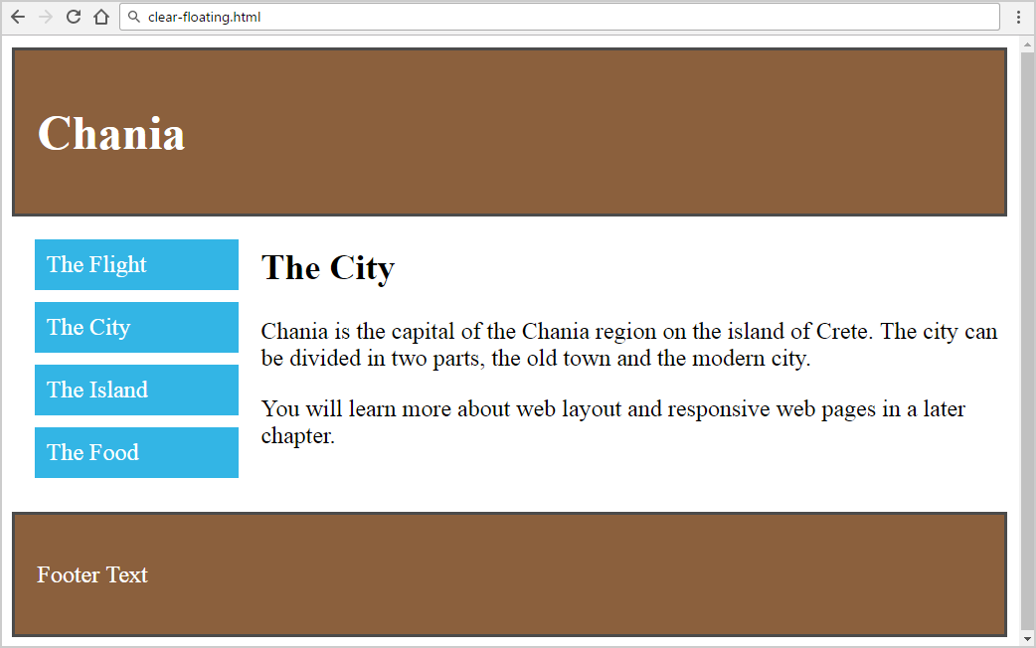 clear-floating.html
Chania
The Flight
The City
The Island
The Food
The City
Chania is the capital of the Chania region on the island of Crete. The city can
be divided in two parts, the old town and the modern city.
You will learn more about web layout and responsive web pages in a later
chapter.
Footer Text